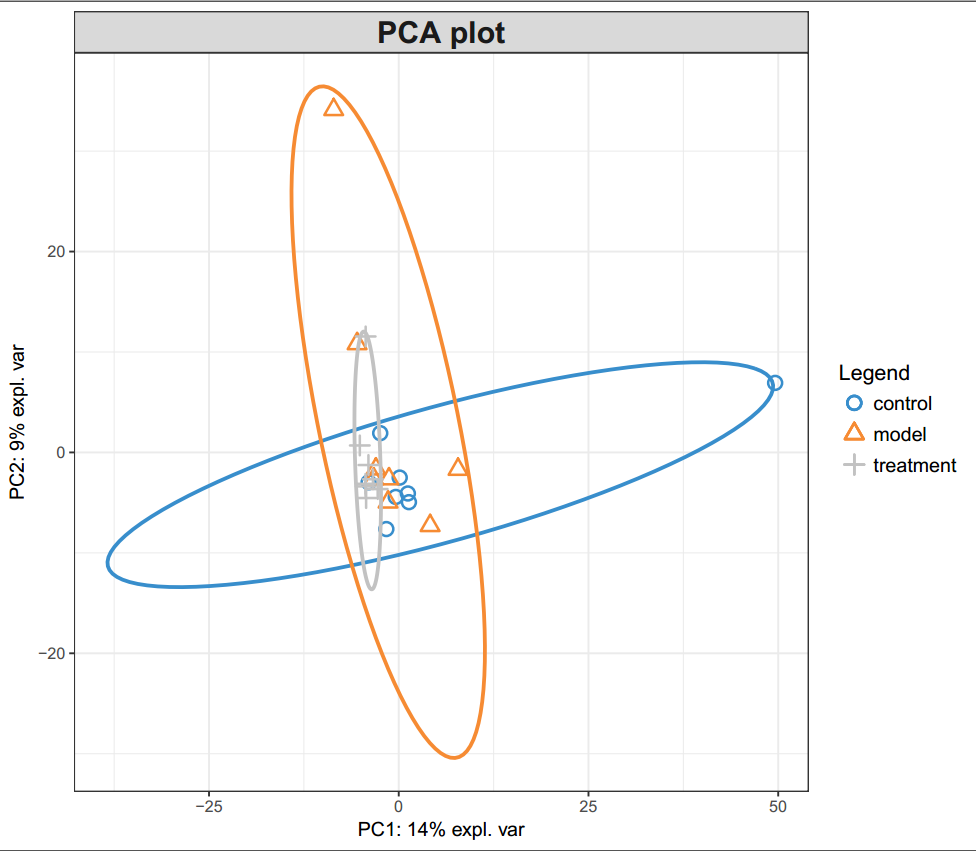 PCA plot
PC2: 9% expl. var
20
0
−20
−25
0
25
50
PC1: 14% expl. var
Legend
control
model
treatment